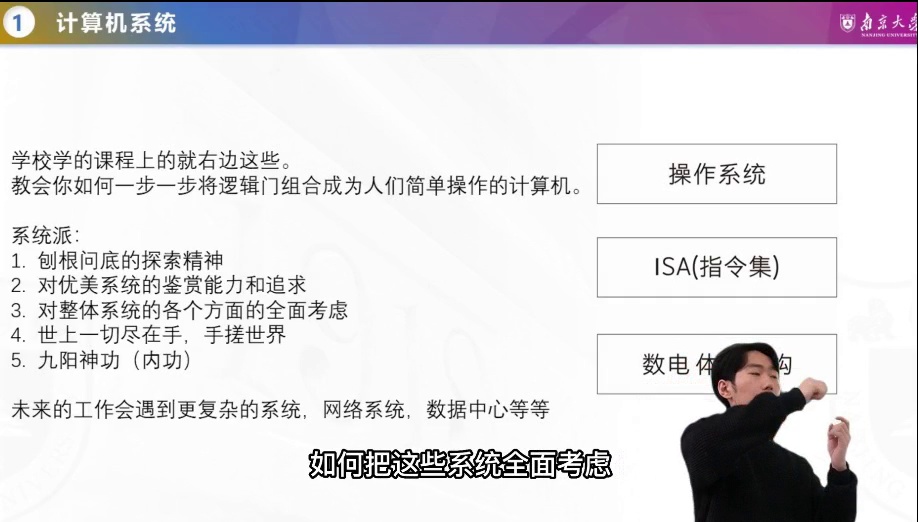 1 计算机系统
南京大学
NANJING UNIVERSITY
学校学的课程上的就右边这些。
教会你如何一步一步将逻辑门组合成为人们简单操作的计算机。
系统派：
1. 刨根问底的探索精神
2. 对优美系统的鉴赏能力和追求
3. 对整体系统的各个方面的全面考虑
4. 世上一切尽在手，手搓世界
5. 九阳神功（内功）
未来的工作会遇到更复杂的系统，网络系统，数据中心等等
操作系统
ISA(指令集)
数电 体 构
如何把这些系统全面考虑